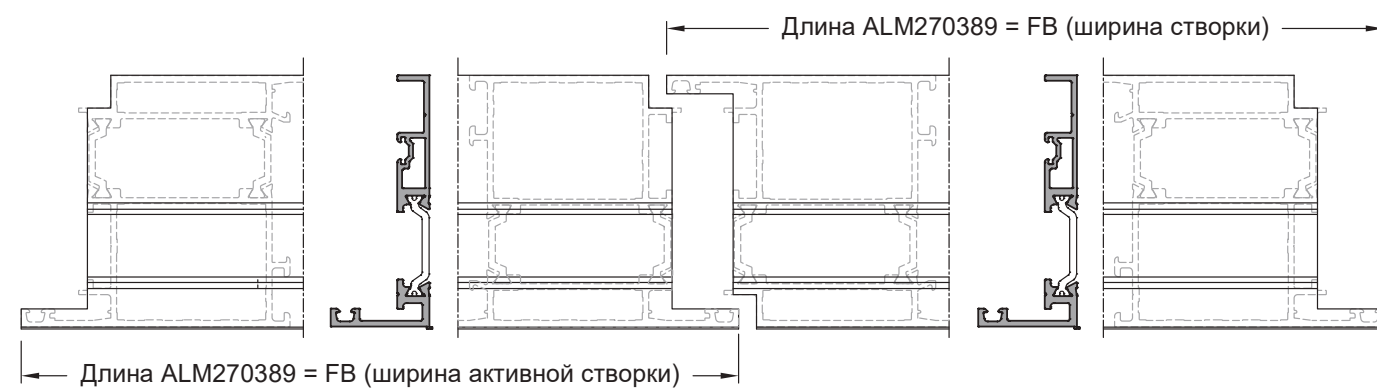 Длина ALM270389 = FB (ширина створки)
Длина ALM270389 = FB (ширина активной створки)